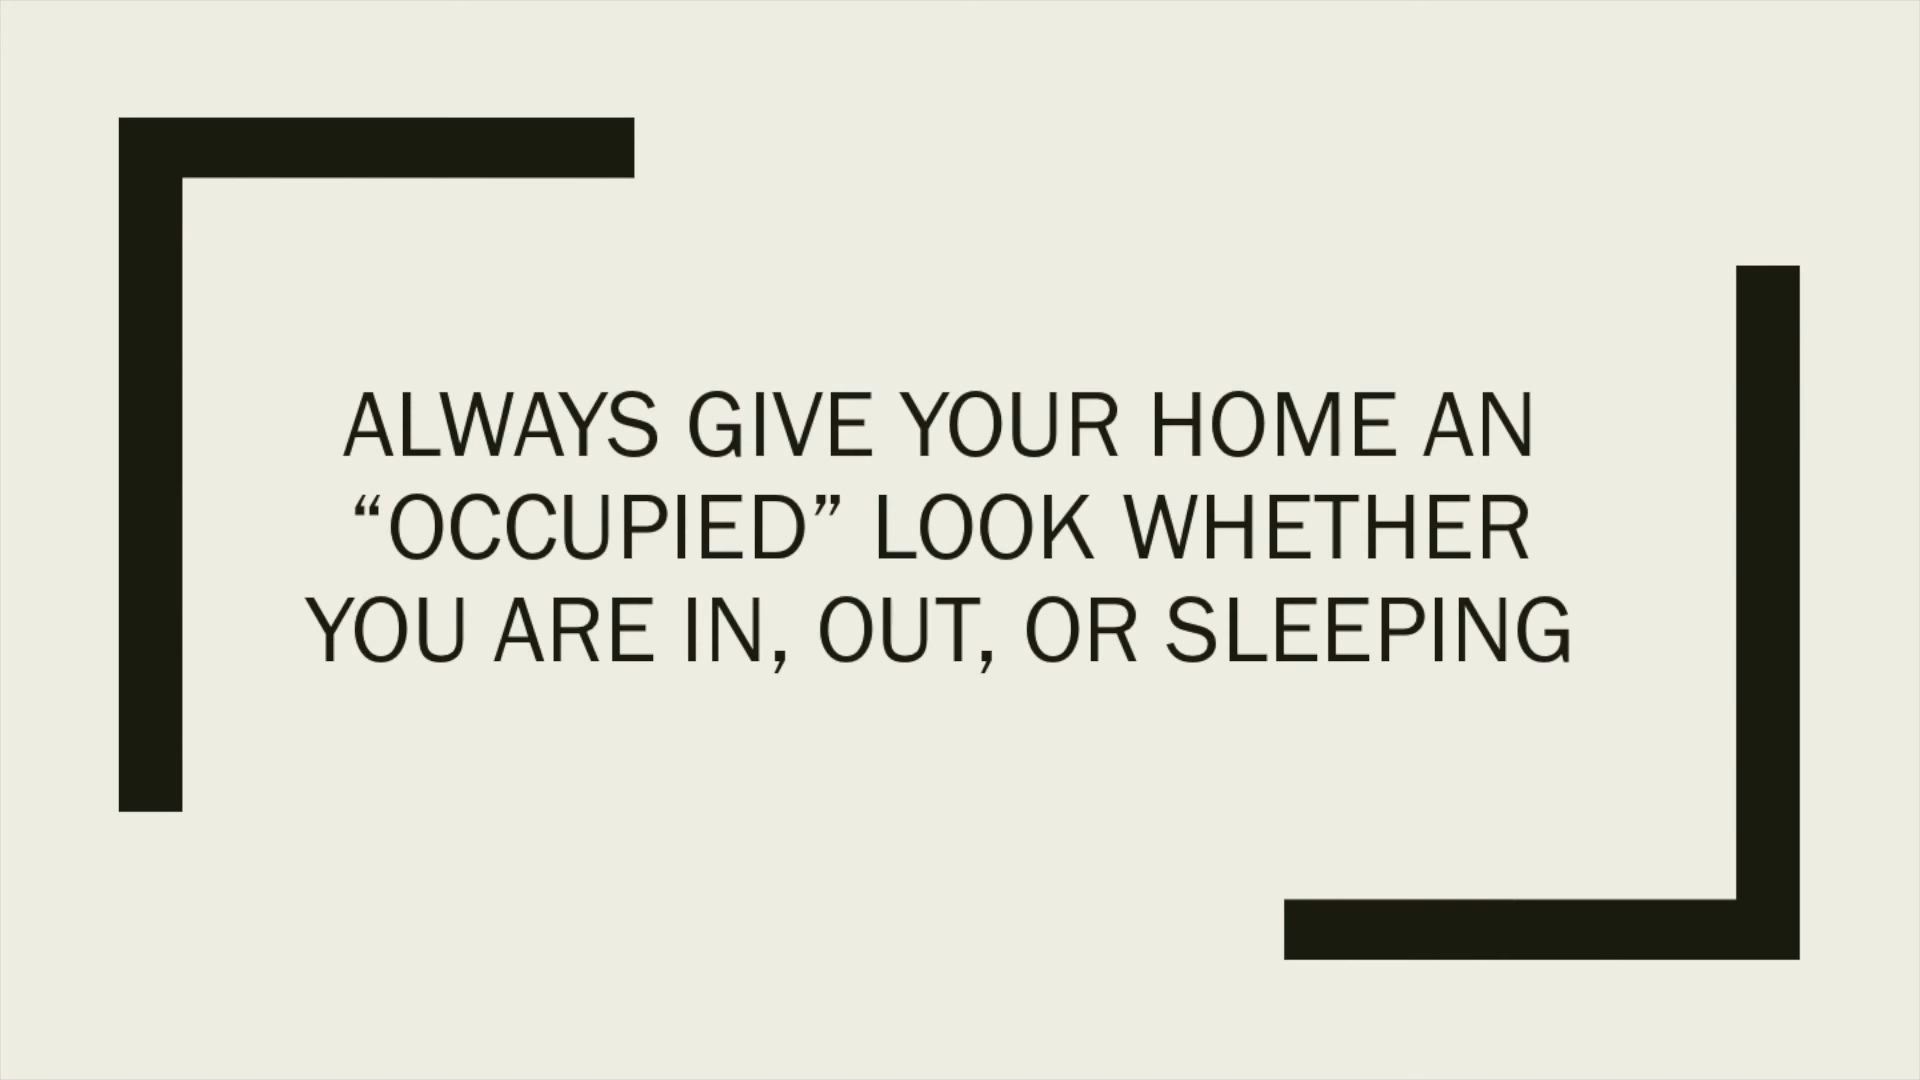 ALWAYS GIVE YOUR HOME AN
“OCCUPIED” LOOK WHETHER
YOU ARE IN, OUT, OR SLEEPING